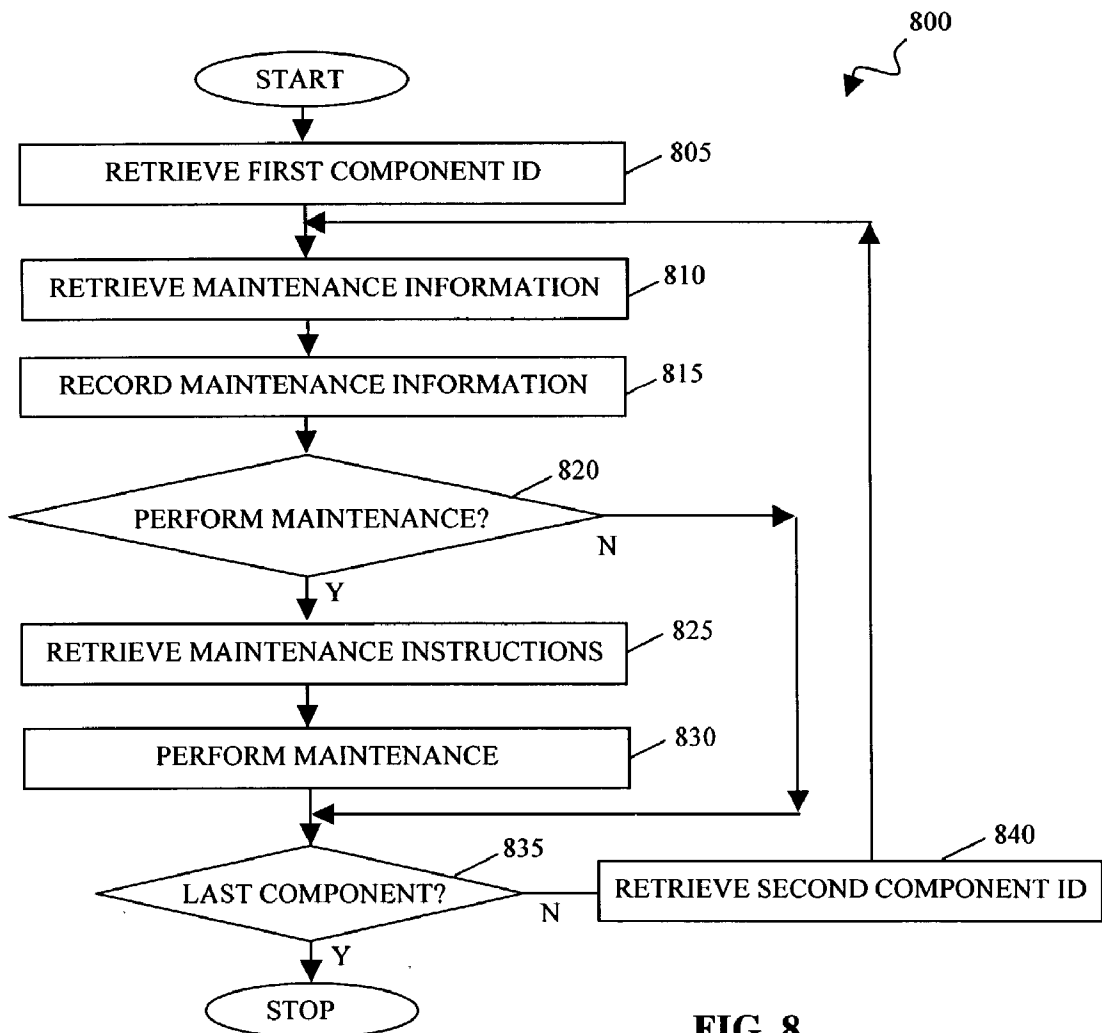 800
START
RETRIEVE FIRST COMPONENT ID
805
RETRIEVE MAINTENANCE INFORMATION
810
RECORD MAINTENANCE INFORMATION
815
820
PERFORM MAINTENANCE?
N
Y
RETRIEVE MAINTENANCE INSTRUCTIONS
825
PERFORM MAINTENANCE
830
835
840
LAST COMPONENT?
N
RETRIEVE SECOND COMPONENT ID
Y
STOP
FIG. 8